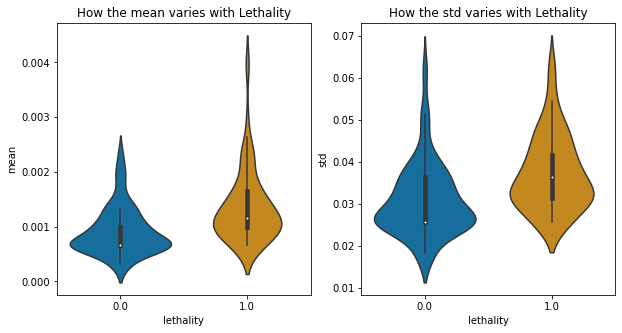 How the mean varies with Lethality
mean
0.004
0.003
0.002
0.001
0.000
0.0
1.0
lethality
How the std varies with Lethality
std
0.07
0.06
0.05
0.04
0.03
0.02
0.01
0.0
1.0
lethality